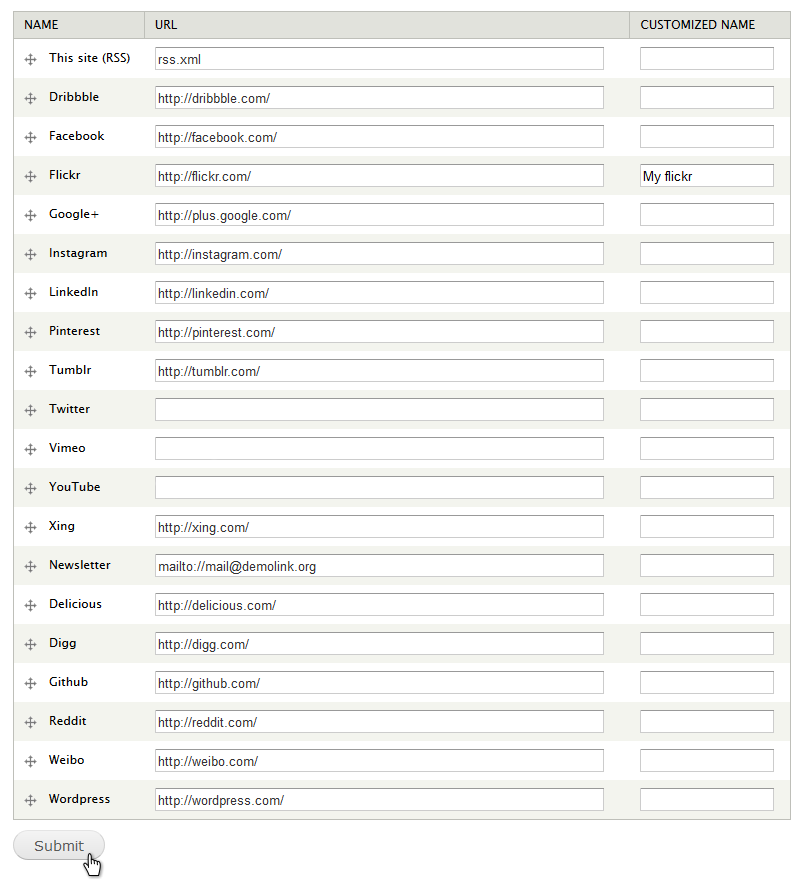 NAME URL CUSTOMIZED NAME
This site (RSS) rss.xml
Dribbble http://dribbble.com/
Facebook http://facebook.com/
Flickr http://flickr.com/ My flickr
Google+ http://plus.google.com/
Instagram http://instagram.com/
LinkedIn http://linkedin.com/
Pinterest http://pinterest.com/
Tumblr http://tumblr.com/
Twitter
Vimeo
YouTube
Xing http://xing.com/
Newsletter mailto://mail@demolink.org
Delicious http://delicious.com/
Digg http://digg.com/
Github http://github.com/
Reddit http://reddit.com/
Weibo http://weibo.com/
Wordpress http://wordpress.com/
Submit